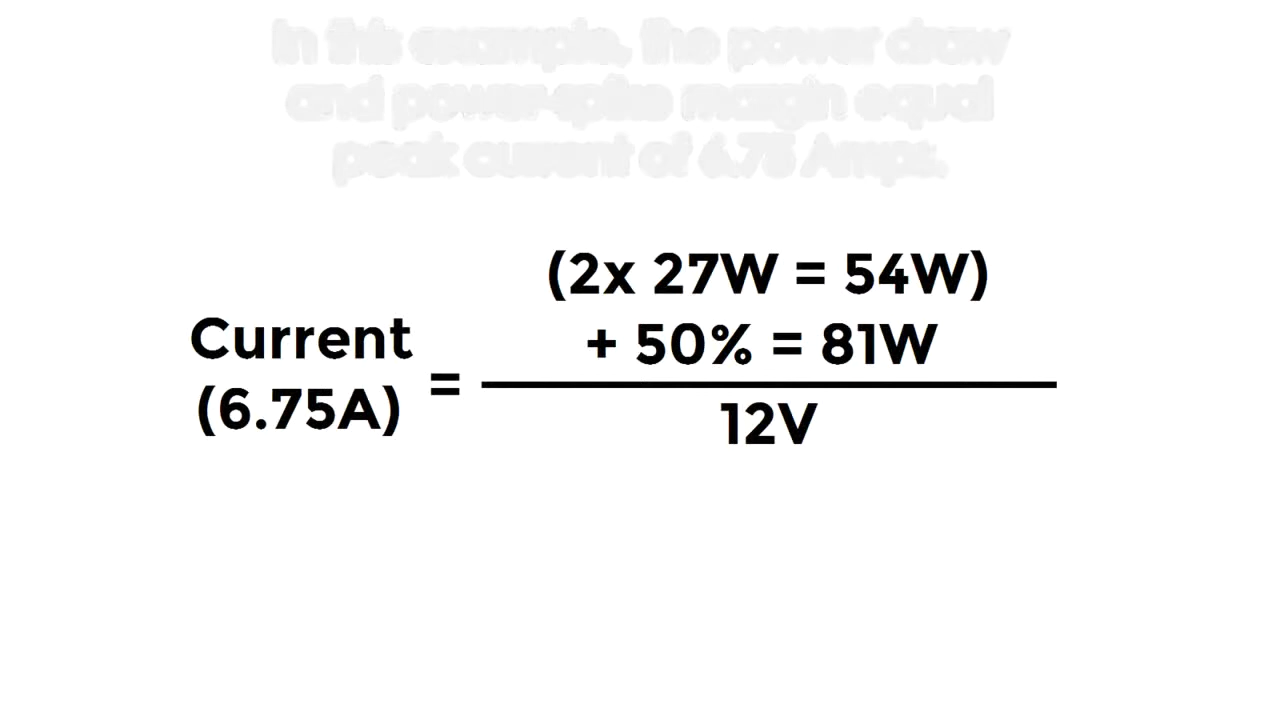 In this example, the power draw
and power-spike margin equal
peak current of 6.75 Amps.
(2x 27W = 54W)
+ 50% = 81W
Current
(6.75A)
=
12V